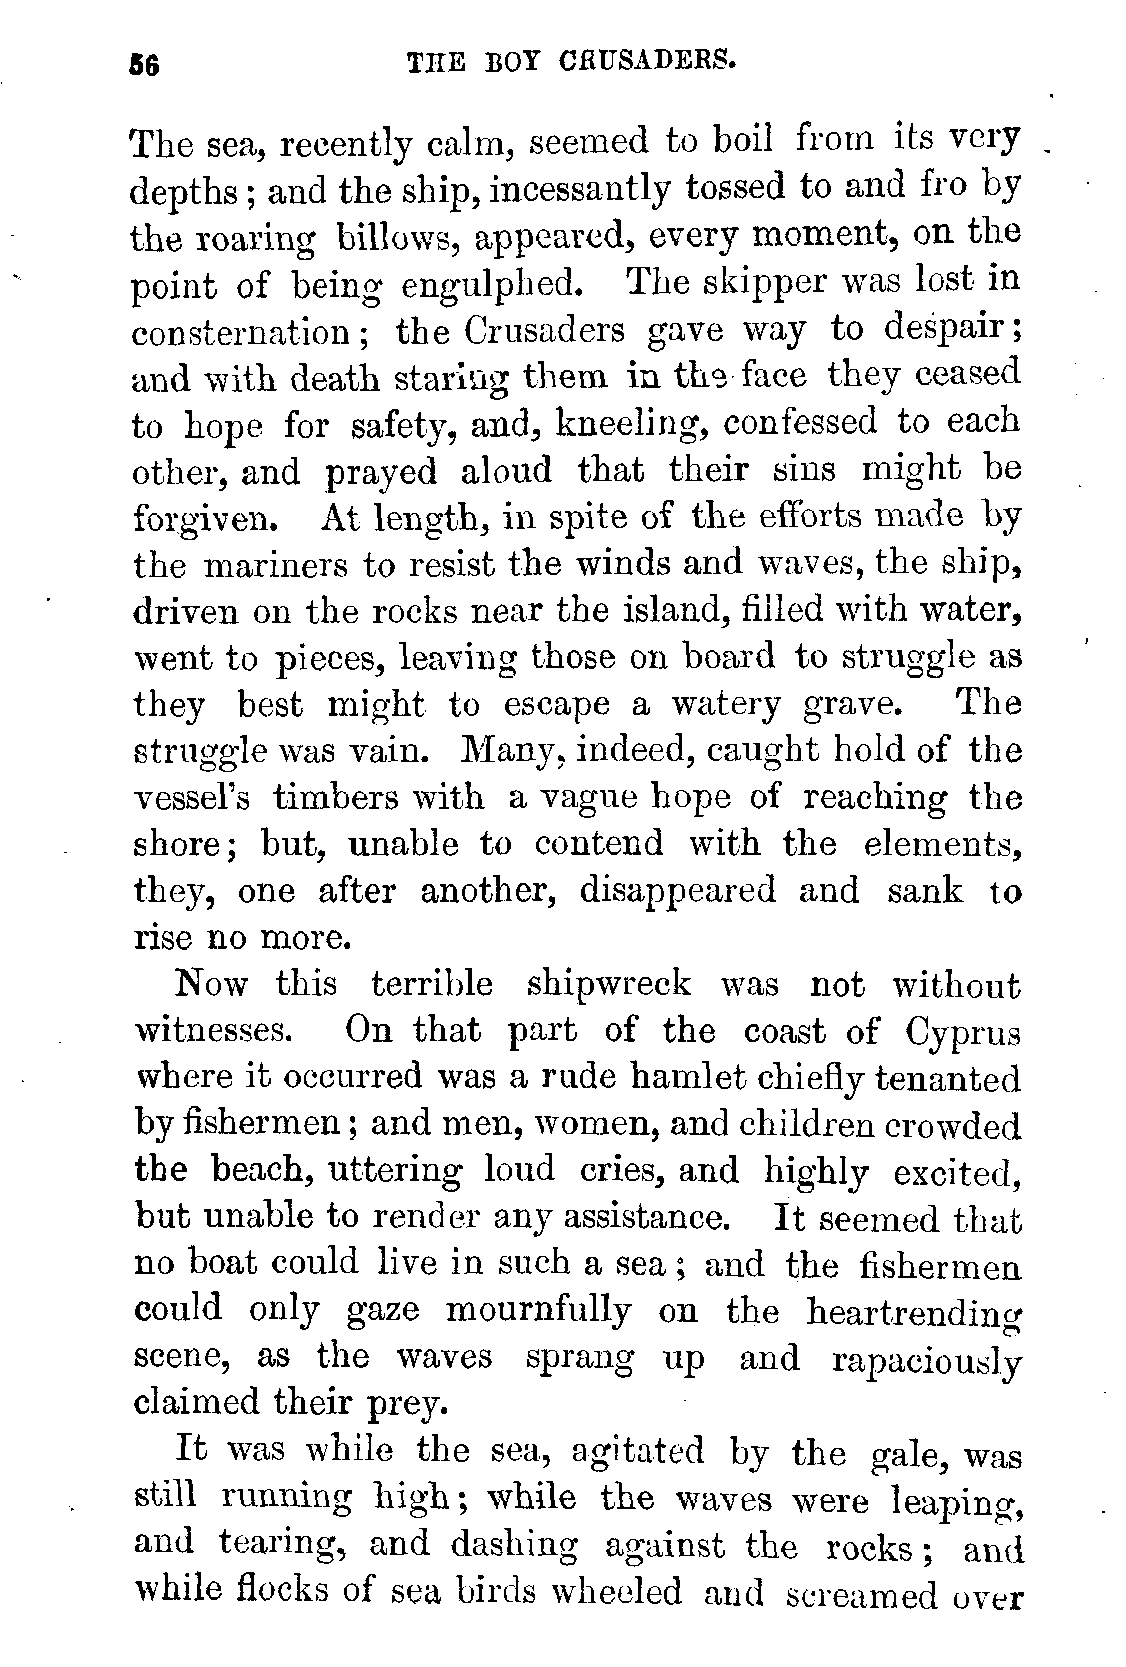 56 THE BOY CRUSADERS.
The sea, recently calm, seemed to boil from its very
depths; and the ship, incessantly tossed to and fro by
the roaring billows, appeared, every moment, on the
point of being engulphed. The skipper was lost in
consternation; the Crusaders gave way to despair;
and with death staring them in the face they ceased
to hope for safety, and, kneeling, confessed to each
other, and prayed aloud that their sins might be
forgiven. At length, in spite of the efforts made by
the mariners to resist the winds and waves, the ship,
driven on the rocks near the island, filled with water,
went to pieces, leaving those on board to struggle as
they best might to escape a watery grave. The
struggle was vain. Many, indeed, caught hold of the
vessel's timbers with a vague hope of reaching the
shore; but, unable to contend with the elements,
they, one after another, disappeared and sank to
rise no more.
Now this terrible shipwreck was not without
witnesses. On that part of the coast of Cyprus
where it occurred was a rude hamlet chiefly tenanted
by fishermen; and men, women, and children crowded
the beach, uttering loud cries, and highly excited,
but unable to render any assistance. It seemed that
no boat could live in such a sea; and the fishermen
could only gaze mournfully on the heartrending
scene, as the waves sprang up and rapaciously
claimed their prey.
It was while the sea, agitated by the gale, was
still running high; while the waves were leaping,
and tearing, and dashing against the rocks; and
while flocks of sea birds wheeled and screamed over